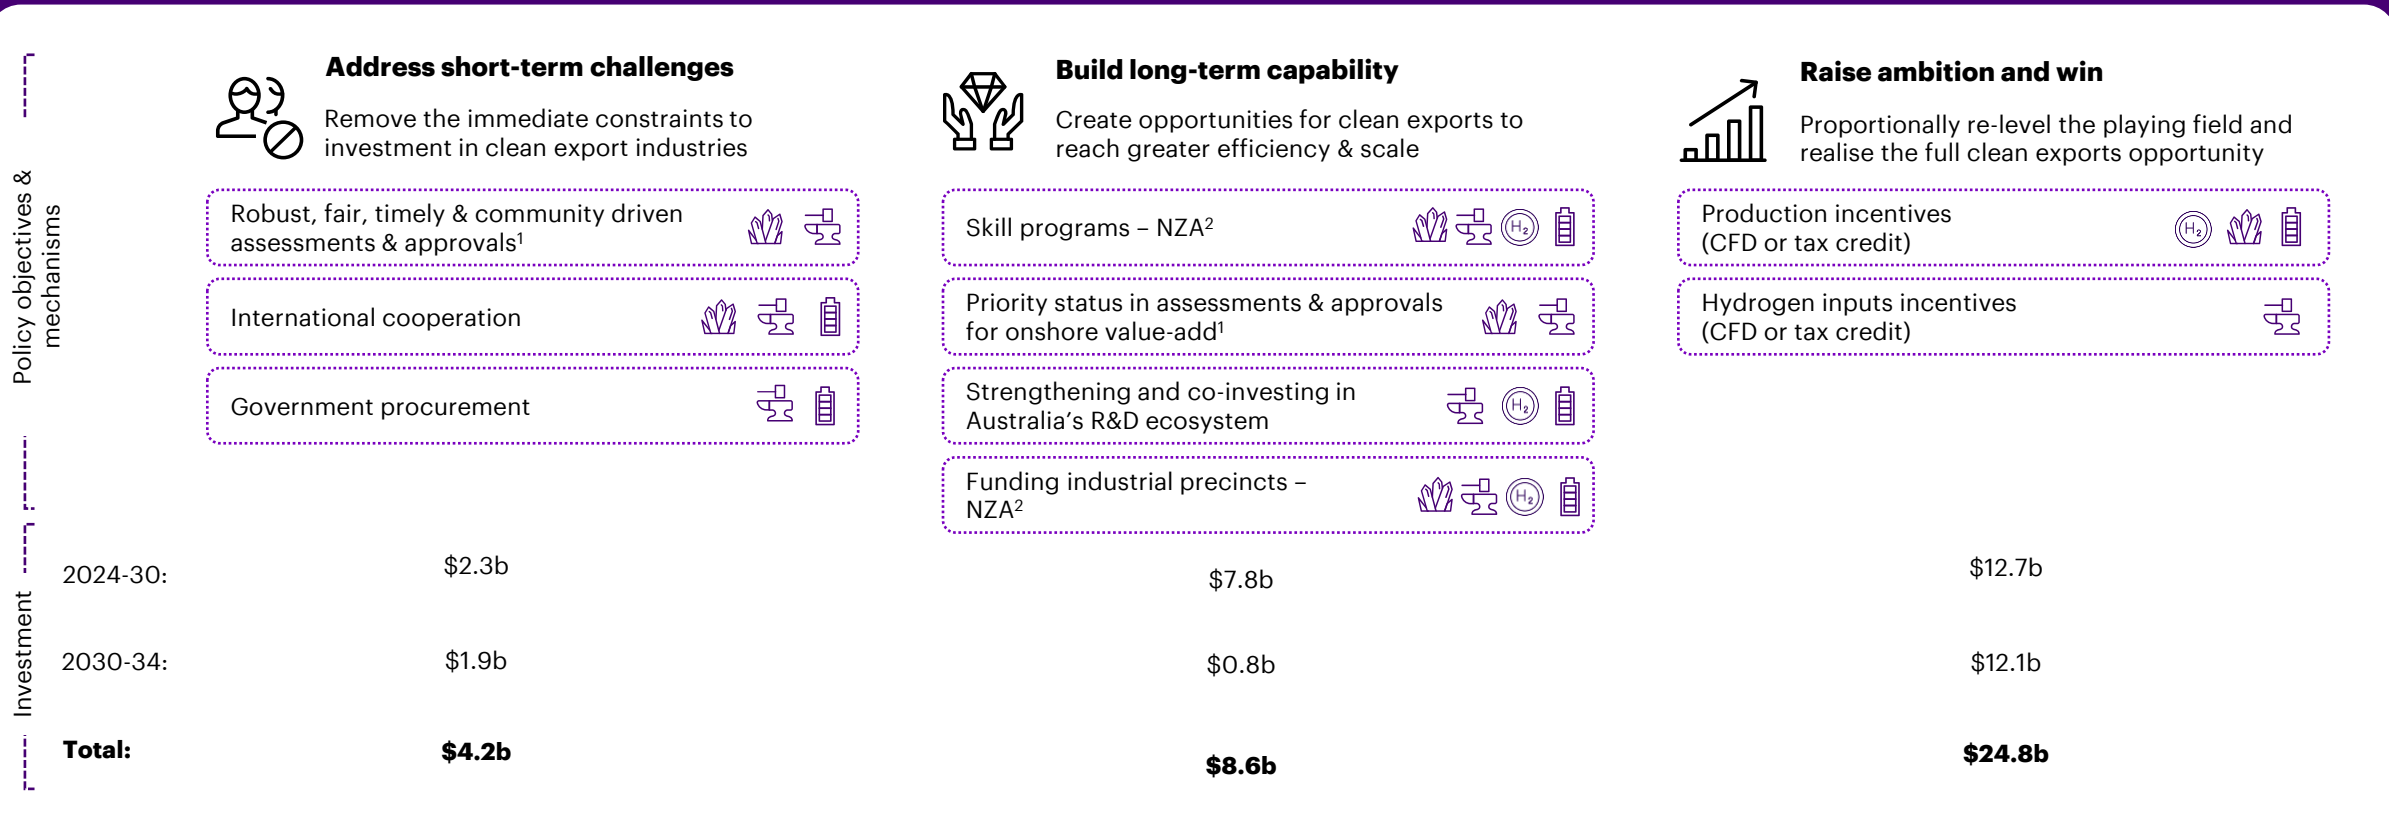 Policy objectives &
mechanisms
Address short-term challenges
Remove the immediate constraints to
investment in clean export industries
Robust, fair, timely & community driven
assessments & approvals¹
International cooperation
Government procurement
Build long-term capability
Create opportunities for clean exports to
reach greater efficiency & scale
Skill programs – NZA²
H₂
Priority status in assessments & approvals
for onshore value-add¹
Strengthening and co-investing in
Australia’s R&D ecosystem
H₂
Funding industrial precincts –
NZA²
H₂
Raise ambition and win
Proportionally re-level the playing field and
realise the full clean exports opportunity
Production incentives
(CFD or tax credit)
H₂
Hydrogen inputs incentives
(CFD or tax credit)
Investment
2024-30: $2.3b $7.8b $12.7b
2030-34: $1.9b $0.8b $12.1b
Total: $4.2b $8.6b $24.8b